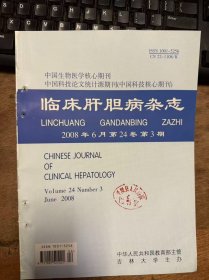 ISSN 1001-5256
CN 22-1108/R
中国生物医学核心期刊
中国科技论文统计源期刊(中国科技核心期刊)
临床肝胆病杂志
LINCHUANG GANDANBING ZAZHI
2008年6月第24卷第3期
CHINESE JOURNAL
OF
CLINICAL HEPATOLOGY
Volume 24 Number 3
June 2008
ISSN 1001-5256
中华人民共和国教育部主管
吉林大学主办